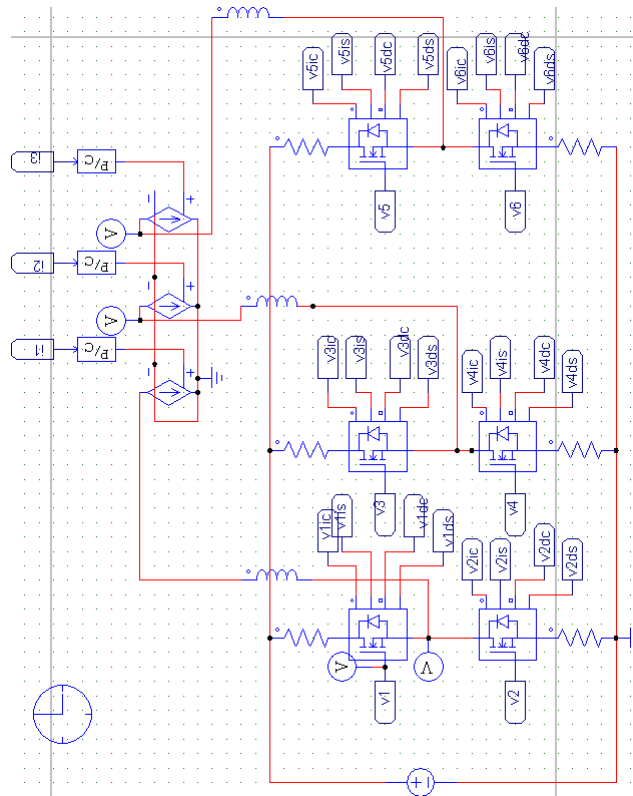 v5ic
v5is
v5dc
v5ds
v6ic
v6is
v6dc
v6ds
i3
P/C
v5
v6
V
i2
P/C
V
i1
P/C
v3ic
v3is
v3dc
v3ds
v4ic
v4is
v4dc
v4ds
v3
v4
v1ic
v1is
v1dc
v1ds
v2ic
v2is
v2dc
v2ds
V
V
v1
v2